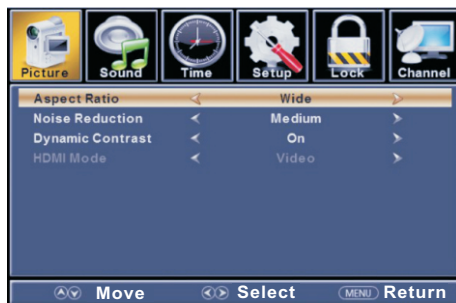 Picture Sound Time Setup Lock Channel
Aspect Ratio Wide
Noise Reduction Medium
Dynamic Contrast On
HDMI Mode Video
Move Select MENU Return